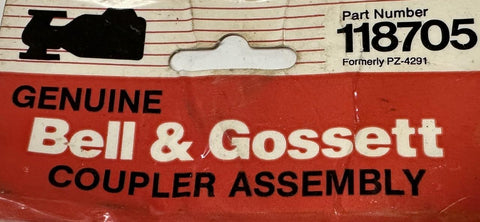 Part Number
118705
Formerly PZ-4291
GENUINE
Bell & Gossett
COUPLER ASSEMBLY